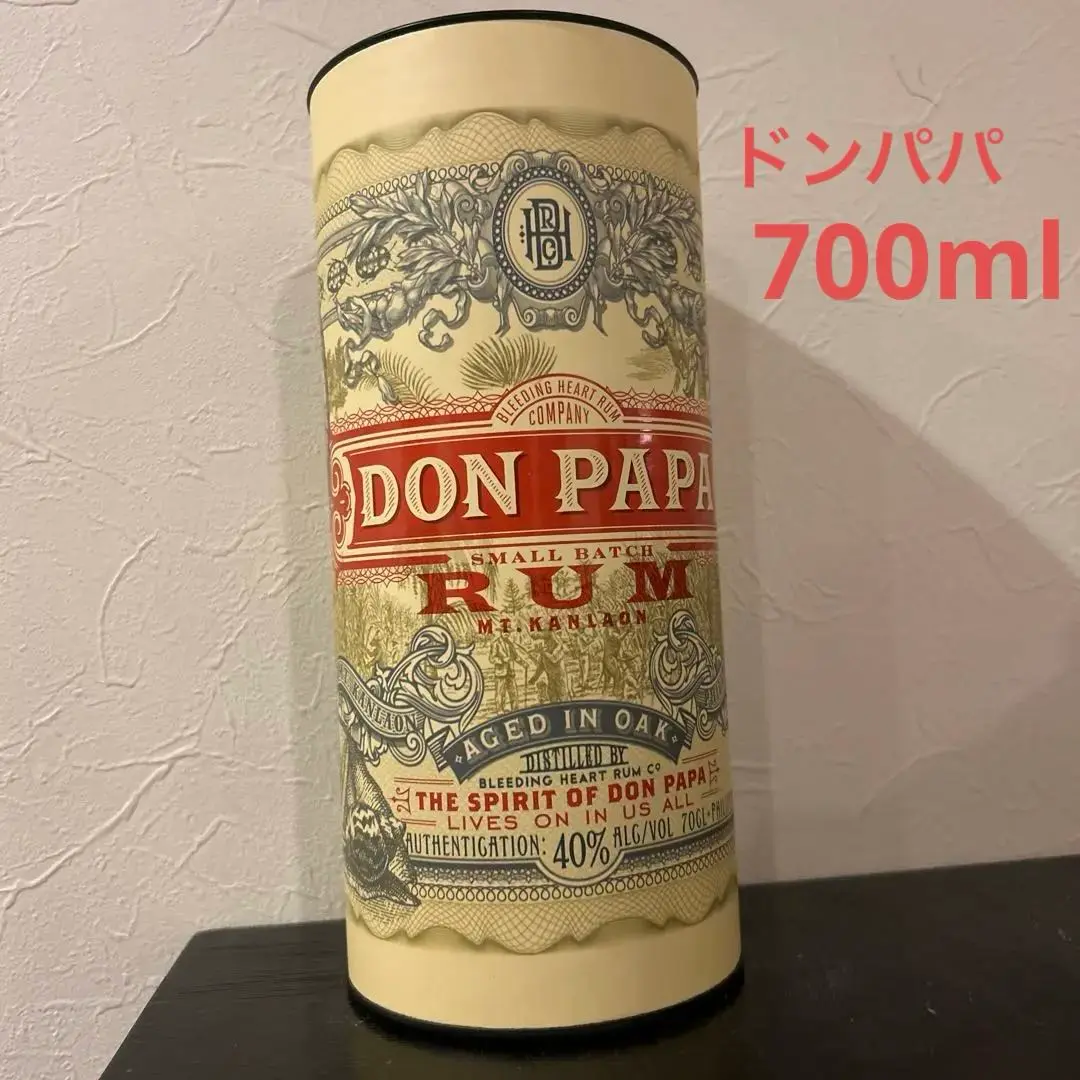 ドンパパ
700ml
BLEEDING HEART RUM
COMPANY
DON PAPA
SMALL BATCH
RUM
MT. KANLAON
KANLAON
AGED IN OAK
DISTILLED BY
BLEEDING HEART RUM Cº
THE SPIRIT OF DON PAPA
LIVES ON IN US ALL
AUTHENTICATION: 40% ALC/VOL 70CL